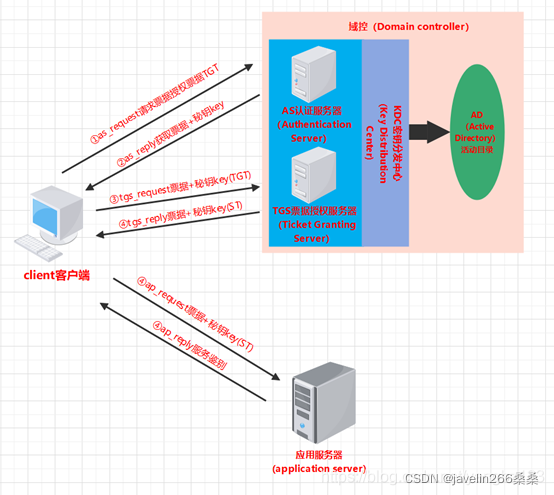 域控（Domain controller）
AS认证服务器
（Authentication
Server）
TGS票据授权服务器
（Ticket Granting
Server）
KDC密钥分发中心
（Key Distribution
Center）
AD
（Active
Directory）
活动目录
①as_request请求票据授权票据TGT
②as_reply获取票据+秘钥key
③tgs_request票据+秘钥key(TGT)
④tgs_reply票据+秘钥key(ST)
client客户端
④ap_request票据+秘钥key(ST)
④ap_reply服务鉴别
应用服务器
(application server)
CSDN @javelin266桑桑